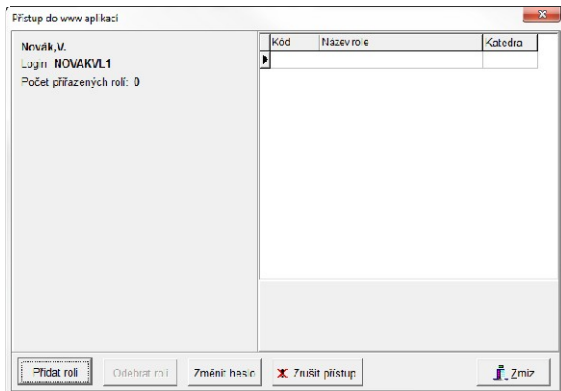 Přístup do www aplikací
Novák,V.
Login NOVAKVL1
Počet přiřazených rolí: 0
Kód Název role Katedra
Přidat roli Odebrat roli Změnit heslo Zrušit přístup Zmiz